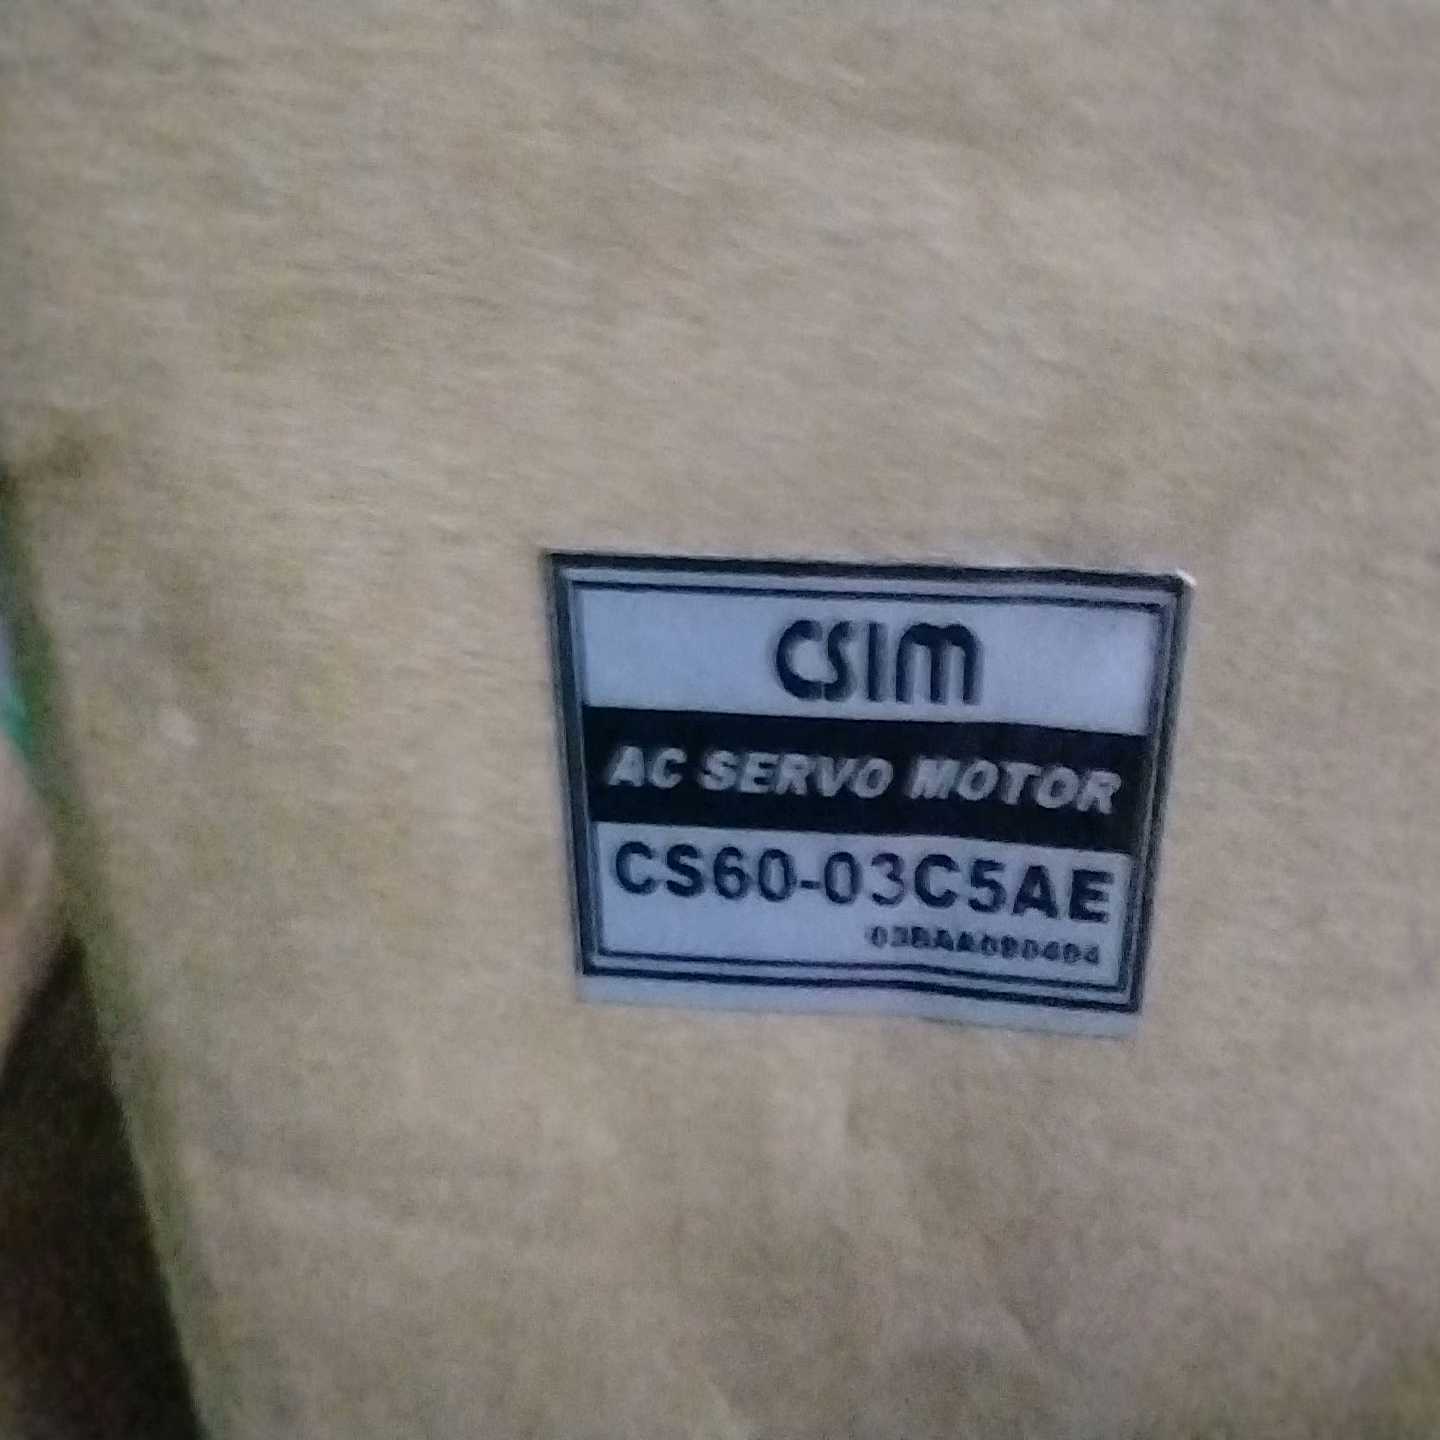 CSIM
AC SERVO MOTOR
CS60-03C5AE